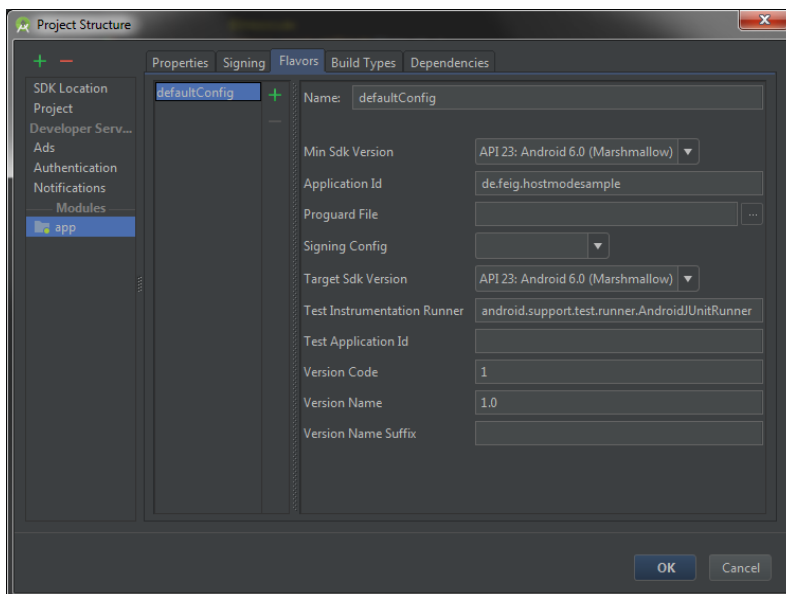 Project Structure
SDK Location
Project
Developer Serv...
Ads
Authentication
Notifications
Modules
app
Properties Signing Flavors Build Types Dependencies
defaultConfig
Name: defaultConfig
Min Sdk Version API 23: Android 6.0 (Marshmallow)
Application Id de.feig.hostmodesample
Proguard File ...
Signing Config
Target Sdk Version API 23: Android 6.0 (Marshmallow)
Test Instrumentation Runner android.support.test.runner.AndroidJUnitRunner
Test Application Id
Version Code 1
Version Name 1.0
Version Name Suffix
OK Cancel